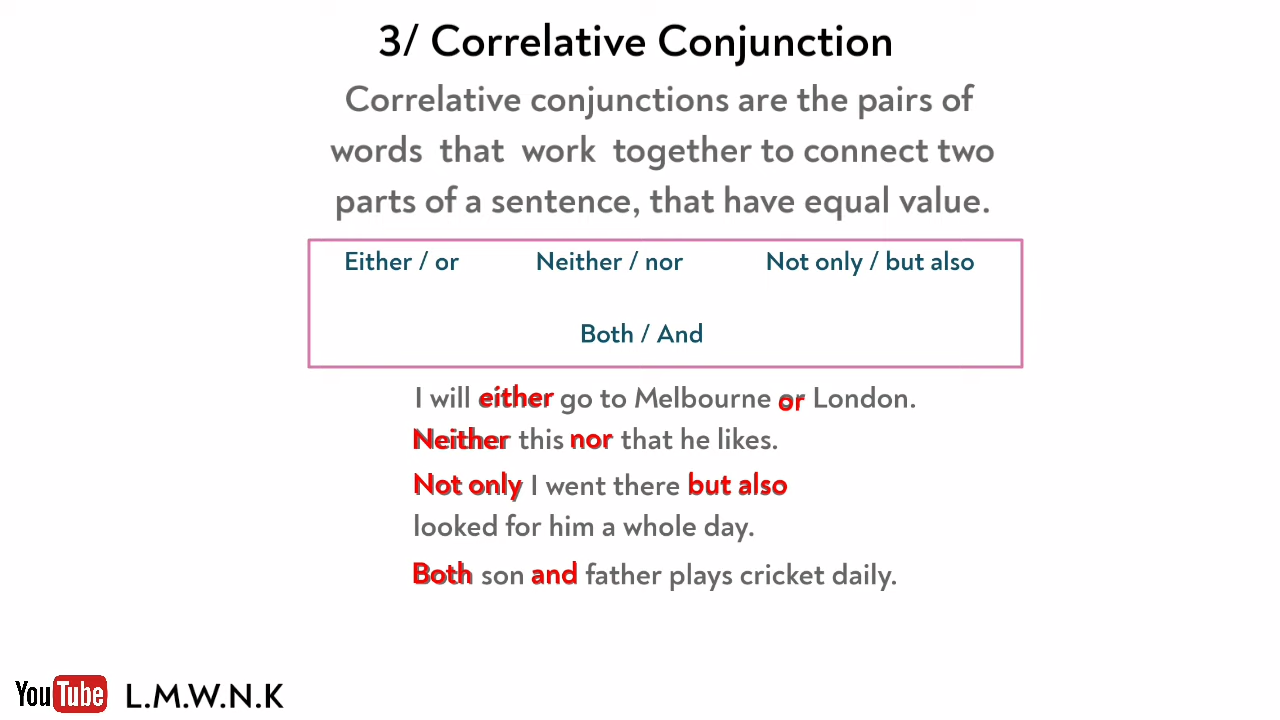 3/ Correlative Conjunction
Correlative conjunctions are the pairs of
words that work together to connect two
parts of a sentence, that have equal value.
Either / or Neither / nor Not only / but also
Both / And
I will either go to Melbourne or London.
Neither this nor that he likes.
Not only I went there but also
looked for him a whole day.
Both son and father plays cricket daily.
YouTube L.M.W.N.K